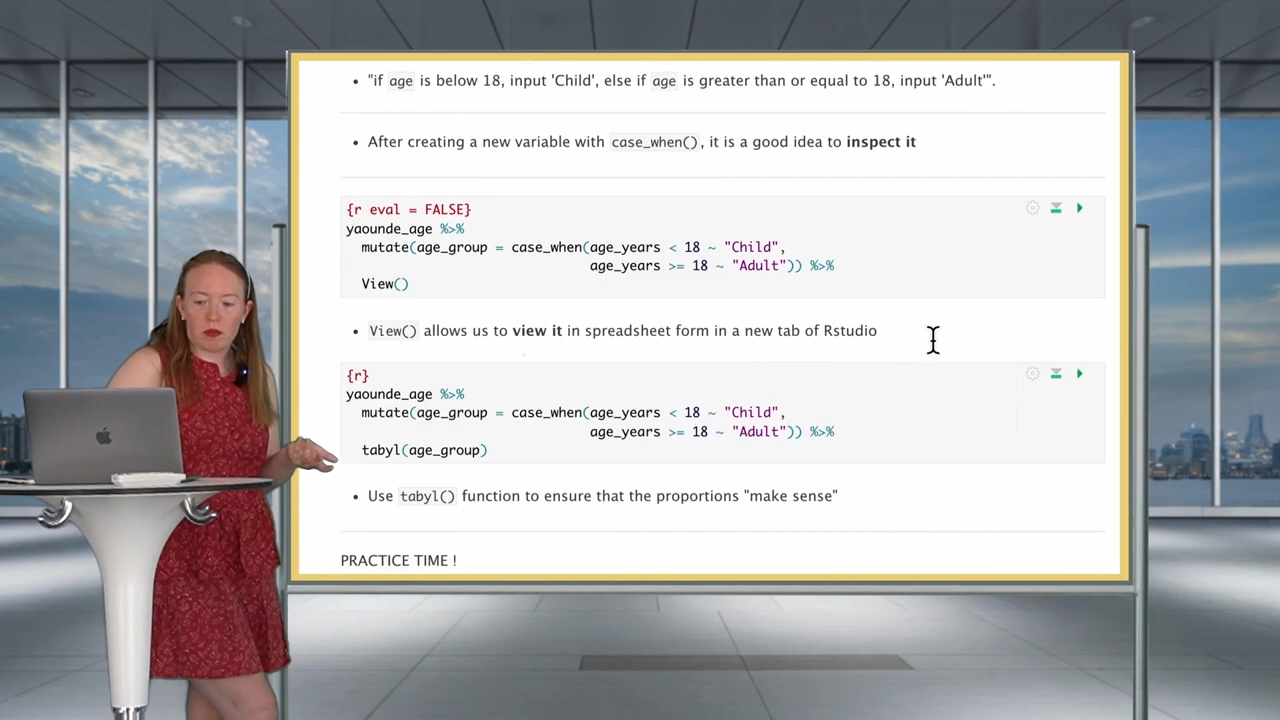 • "if age is below 18, input 'Child', else if age is greater than or equal to 18, input 'Adult'".
• After creating a new variable with case_when(), it is a good idea to inspect it
{r eval = FALSE}
yaounde_age %>%
mutate(age_group = case_when(age_years < 18 ~ "Child",
age_years >= 18 ~ "Adult")) %>%
View()
• View() allows us to view it in spreadsheet form in a new tab of Rstudio
{r}
yaounde_age %>%
mutate(age_group = case_when(age_years < 18 ~ "Child",
age_years >= 18 ~ "Adult")) %>%
tabyl(age_group)
• Use tabyl() function to ensure that the proportions "make sense"
PRACTICE TIME !